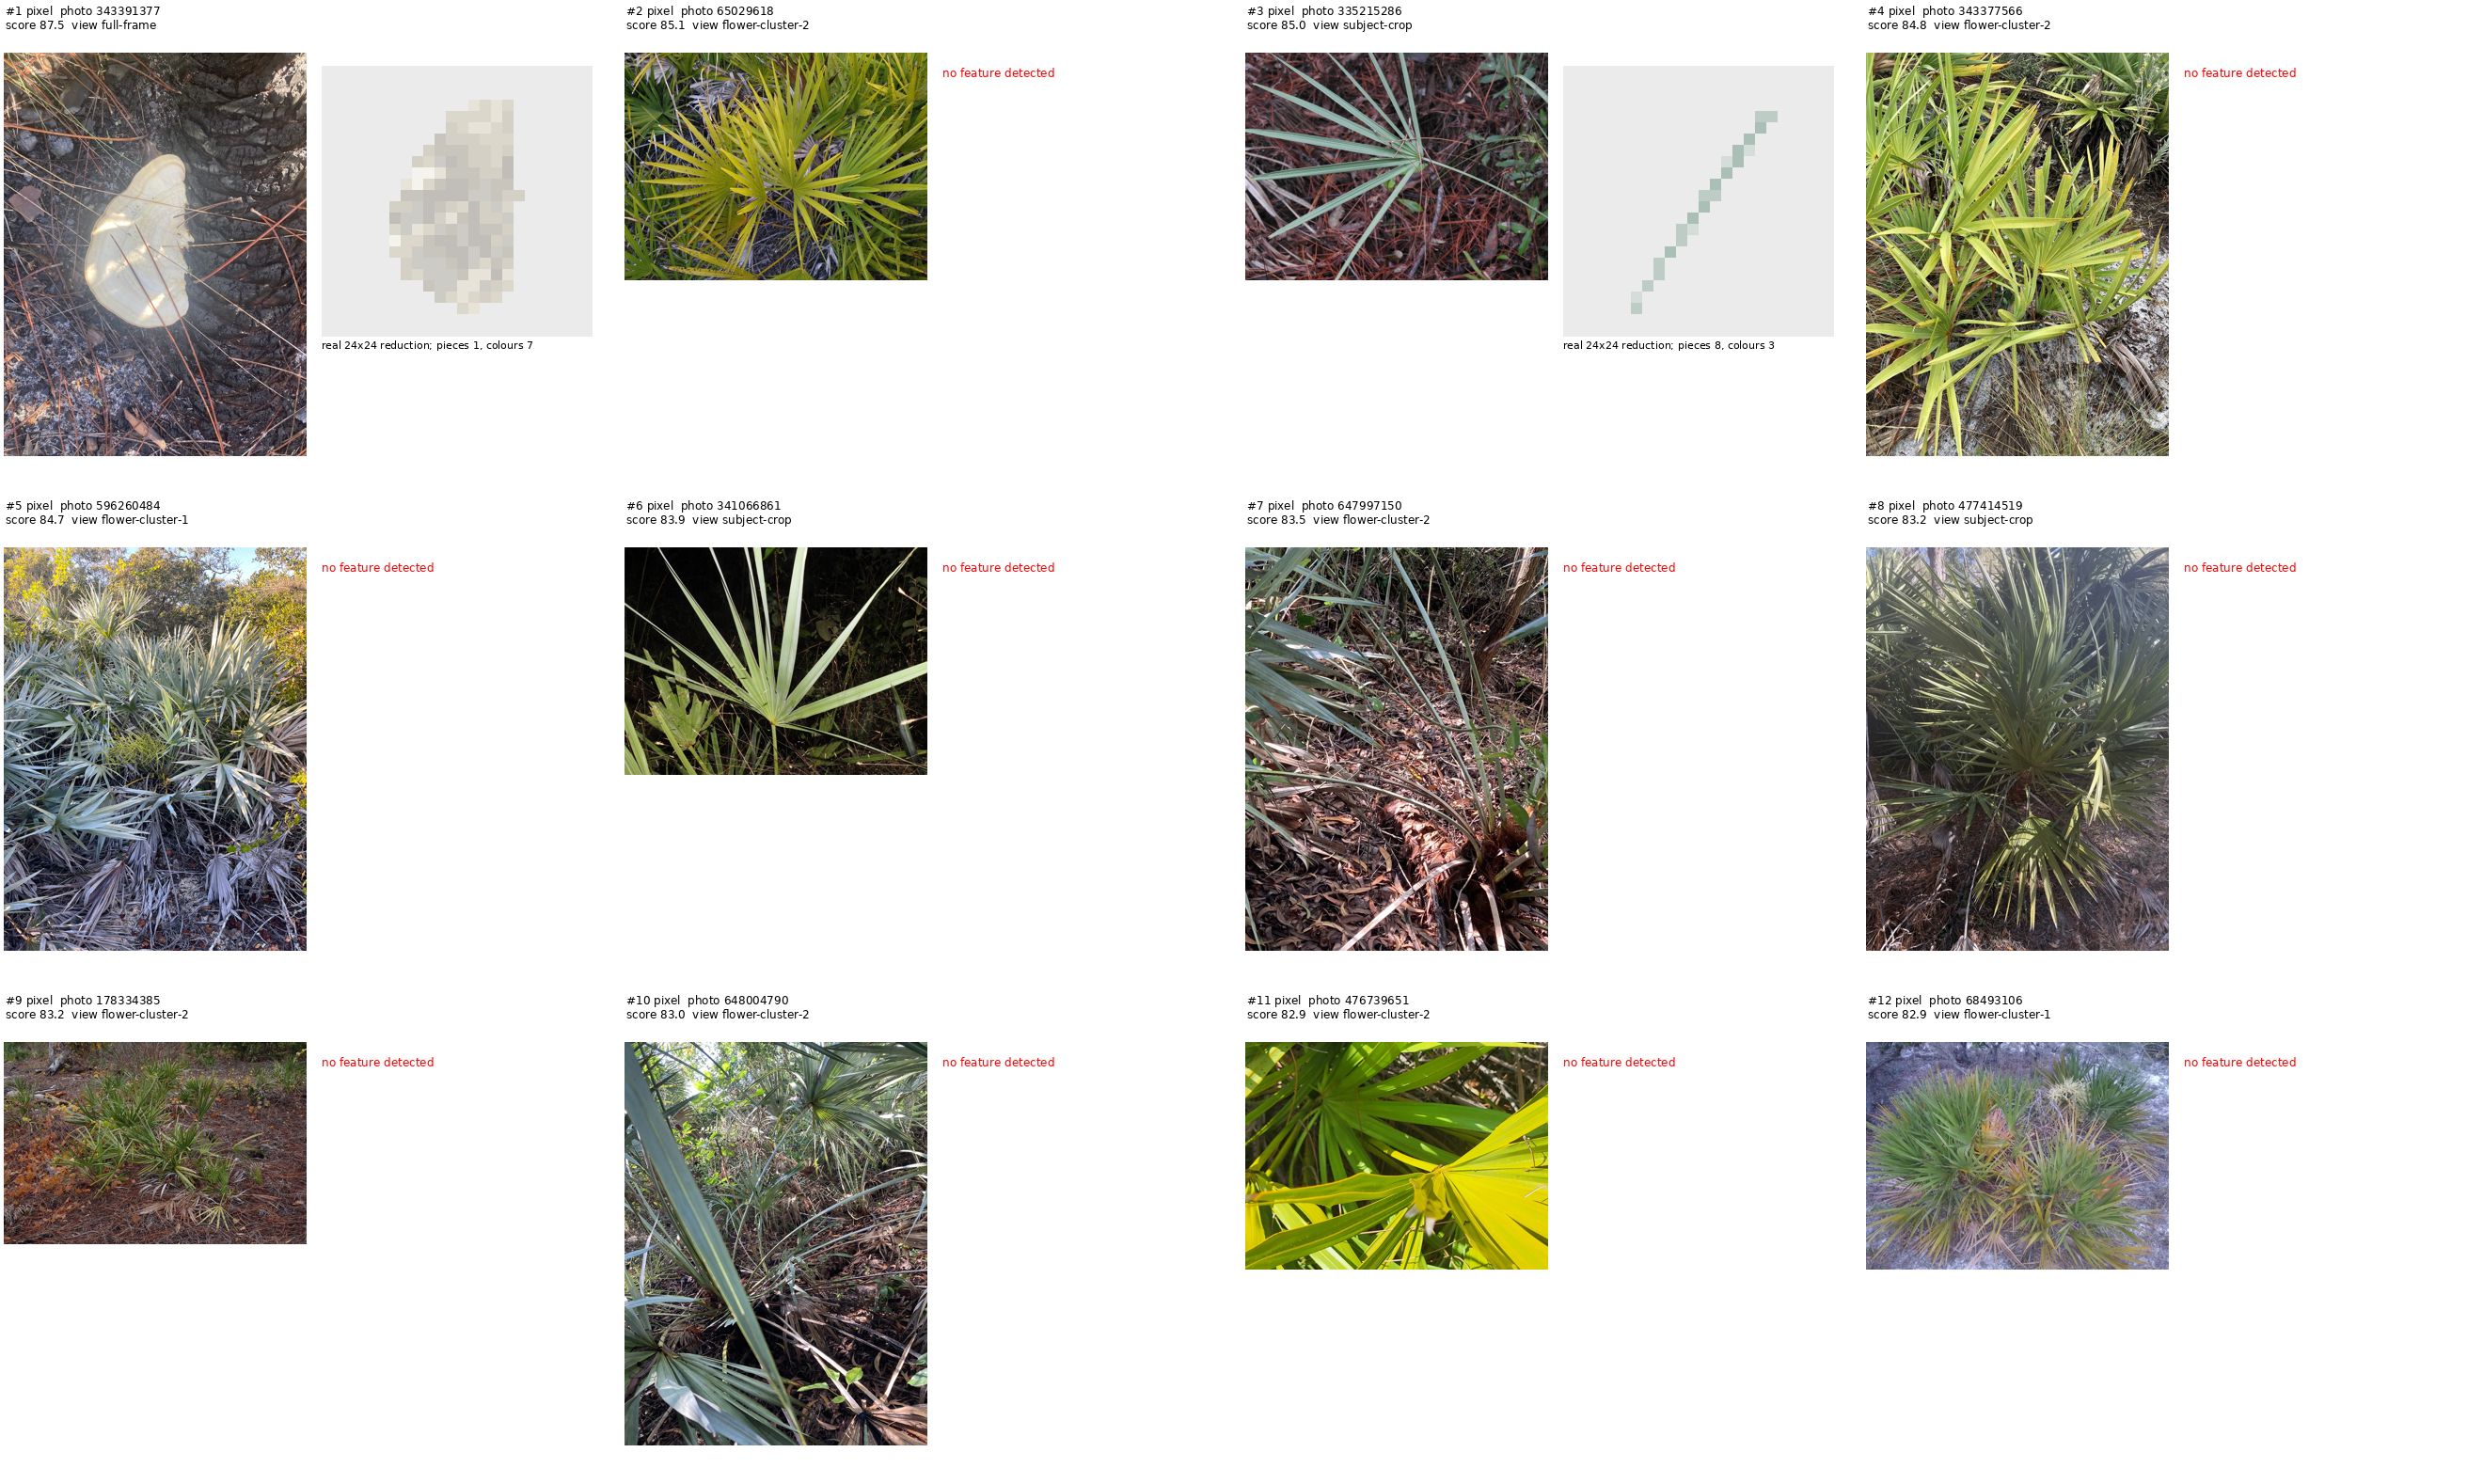 #1 pixel  photo 343391377
score 87.5  view full-frame
real 24x24 reduction; pieces 1, colours 7
#2 pixel  photo 65029618
score 85.1  view flower-cluster-2
no feature detected
#3 pixel  photo 335215286
score 85.0  view subject-crop
real 24x24 reduction; pieces 8, colours 3
#4 pixel  photo 343377566
score 84.8  view flower-cluster-2
no feature detected
#5 pixel  photo 596260484
score 84.7  view flower-cluster-1
no feature detected
#6 pixel  photo 341066861
score 83.9  view subject-crop
no feature detected
#7 pixel  photo 647997150
score 83.5  view flower-cluster-2
no feature detected
#8 pixel  photo 477414519
score 83.2  view subject-crop
no feature detected
#9 pixel  photo 178334385
score 83.2  view flower-cluster-2
no feature detected
#10 pixel  photo 648004790
score 83.0  view flower-cluster-2
no feature detected
#11 pixel  photo 476739651
score 82.9  view flower-cluster-2
no feature detected
#12 pixel  photo 68493106
score 82.9  view flower-cluster-1
no feature detected